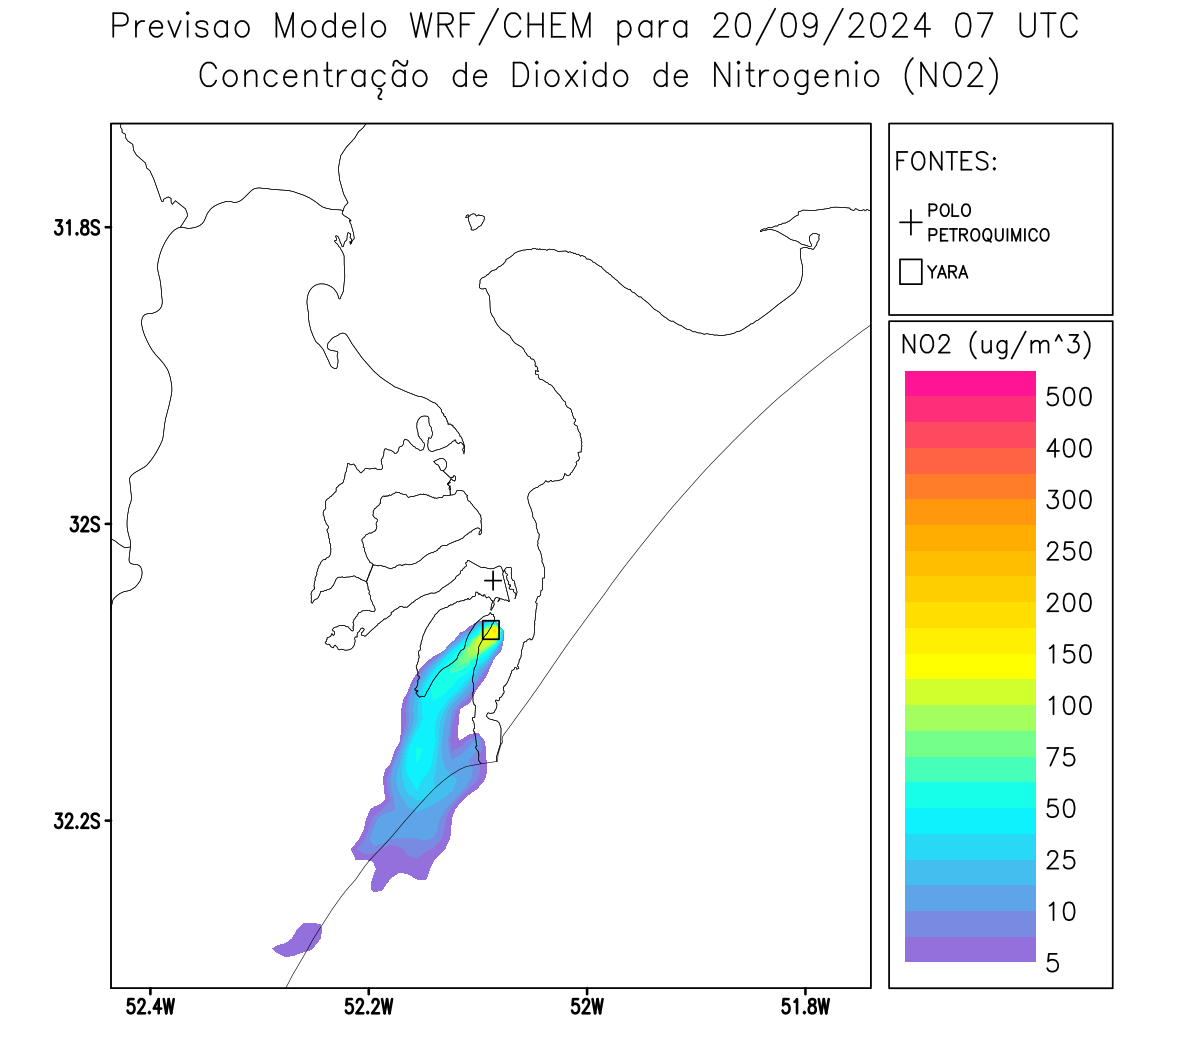 Previsao Modelo WRF/CHEM para 20/09/2024 07 UTC
Concentração de Dioxido de Nitrogenio (NO2)
FONTES:
POLO
PETROQUIMICO
YARA
NO2 (ug/m^3)
500
400
300
250
200
150
100
75
50
25
10
5
31.8S
32S
32.2S
52.4W
52.2W
52W
51.8W